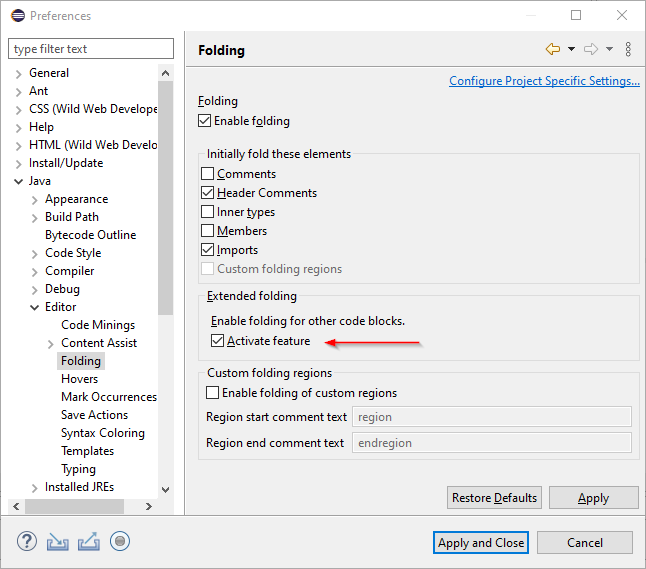 Preferences
type filter text
General
Ant
CSS (Wild Web Develope
Help
HTML (Wild Web Develo
Install/Update
Java
Appearance
Build Path
Bytecode Outline
Code Style
Compiler
Debug
Editor
Code Minings
Content Assist
Folding
Hovers
Mark Occurrences
Save Actions
Syntax Coloring
Templates
Typing
Installed JREs
Folding
Configure Project Specific Settings...
Folding
Enable folding
Initially fold these elements
Comments
Header Comments
Inner types
Members
Imports
Custom folding regions
Extended folding
Enable folding for other code blocks.
Activate feature
Custom folding regions
Enable folding of custom regions
Region start comment text region
Region end comment text endregion
Restore Defaults Apply
Apply and Close Cancel